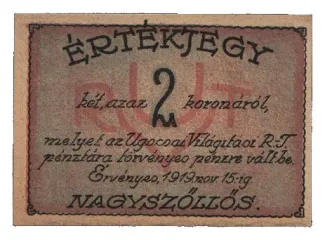 ÉRTÉKJEGY
két, azaz 2 koronáról,
melyet az Ugocsai Világítási R.T.
pénztára törvényes pénzre vált be.
Érvényes, 1919 nov. 15-ig
NAGYSZŐLLŐS.